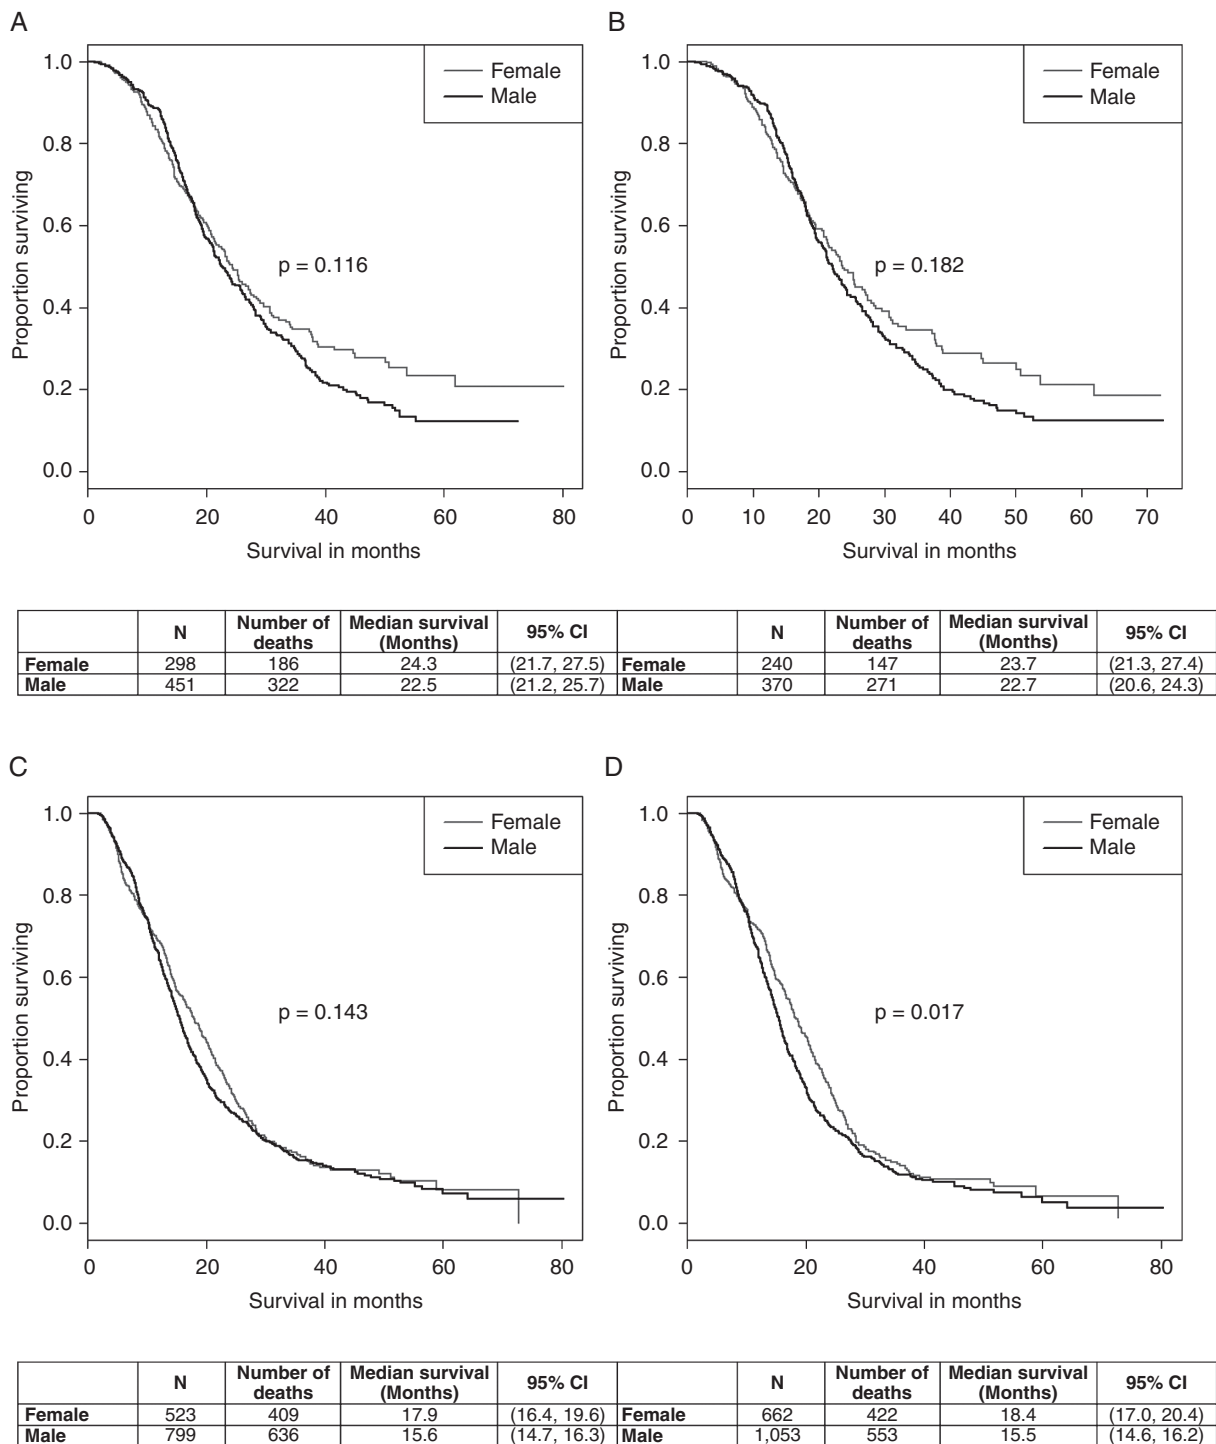 A
B
1.0
0.8
0.6
0.4
0.2
0.0
Proportion surviving
Female
Male
p = 0.116
0 20 40 60 80
Survival in months
1.0
0.8
0.6
0.4
0.2
0.0
Proportion surviving
Female
Male
p = 0.182
0 10 20 30 40 50 60 70
Survival in months
N Number of deaths Median survival (Months) 95% CI N Number of deaths Median survival (Months) 95% CI
Female 298 186 24.3 (21.7, 27.5) Female 240 147 23.7 (21.3, 27.4)
Male 451 322 22.5 (21.2, 25.7) Male 370 271 22.7 (20.6, 24.3)
C
D
1.0
0.8
0.6
0.4
0.2
0.0
Proportion surviving
Female
Male
p = 0.143
0 20 40 60 80
Survival in months
1.0
0.8
0.6
0.4
0.2
0.0
Proportion surviving
Female
Male
p = 0.017
0 20 40 60 80
Survival in months
N Number of deaths Median survival (Months) 95% CI N Number of deaths Median survival (Months) 95% CI
Female 523 409 17.9 (16.4, 19.6) Female 662 422 18.4 (17.0, 20.4)
Male 799 636 15.6 (14.7, 16.3) Male 1,053 553 15.5 (14.6, 16.2)